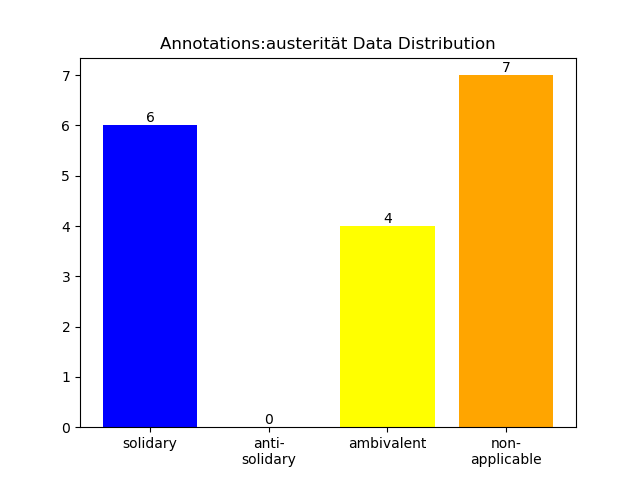 Annotations:austerität Data Distribution
7
6
5
4
3
2
1
0
6
0
4
7
solidary
anti-
solidary
ambivalent
non-
applicable